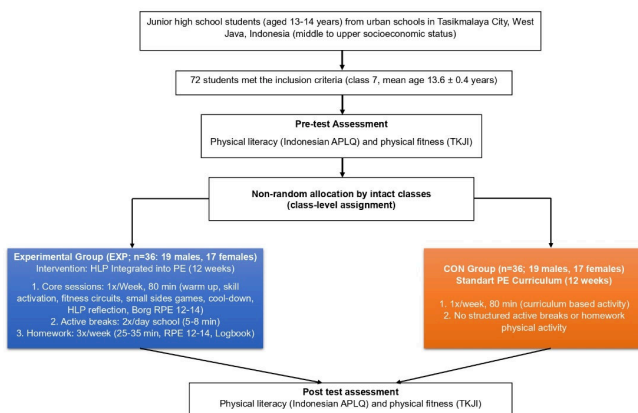 Junior high school students (aged 13-14 years) from urban schools in Tasikmalaya City, West
Java, Indonesia (middle to upper socioeconomic status)
72 students met the inclusion criteria (class 7, mean age 13.6 ± 0.4 years)
Pre-test Assessment
Physical literacy (Indonesian APLQ) and physical fitness (TKJI)
Non-random allocation by intact classes
(class-level assignment)
Experimental Group (EXP; n=36: 19 males, 17 females)
Intervention: HLP Integrated into PE (12 weeks)
1. Core sessions: 1x/Week, 80 min (warm up, skill
activation, fitness circuits, small sides games, cool-down,
HLP reflection, Borg RPE 12-14)
2. Active breaks: 2x/day school (5-8 min)
3. Homework: 3x/week (25-35 min, RPE 12-14, Logbook)
CON Group (n=36; 19 males, 17 females)
Standart PE Curriculum (12 weeks)
1. 1x/week, 80 min (curriculum based activity)
2. No structured active breaks or homework
physical activity
Post test assessment
Physical literacy (Indonesian APLQ) and physical fitness (TKJI)